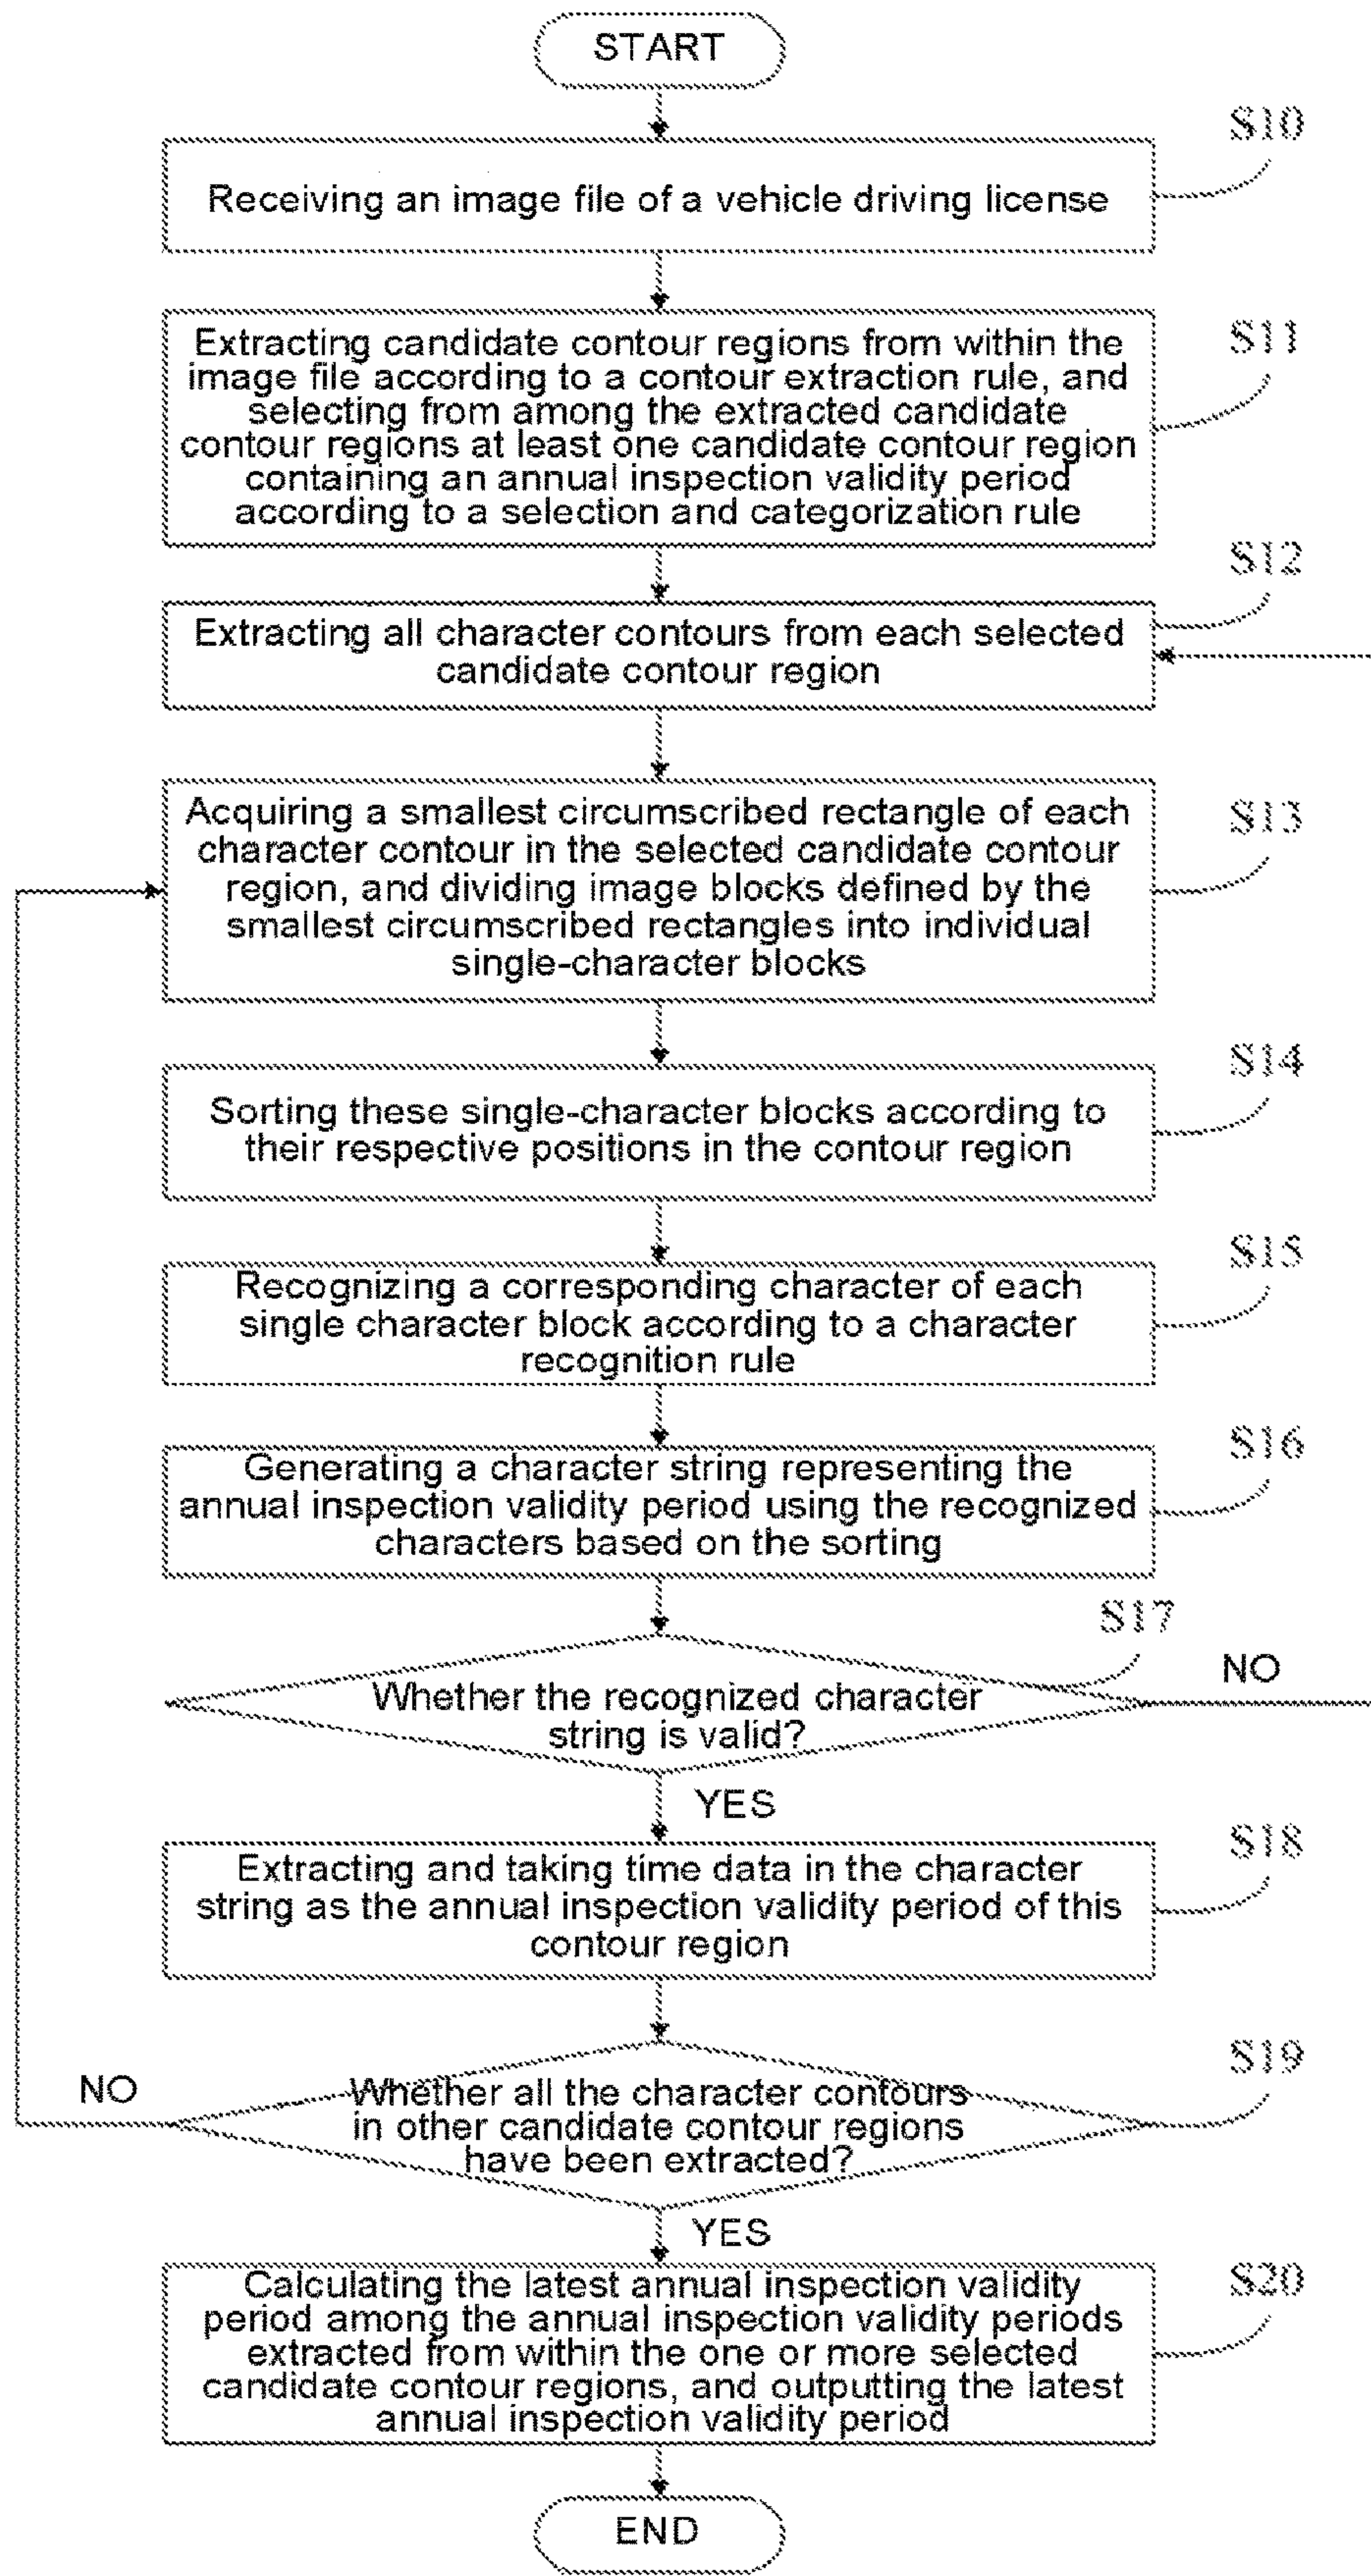 START
S10
Receiving an image file of a vehicle driving license
S11
Extracting candidate contour regions from within the
image file according to a contour extraction rule, and
selecting from among the extracted candidate
contour regions at least one candidate contour region
containing an annual inspection validity period
according to a selection and categorization rule
S12
Extracting all character contours from each selected
candidate contour region
S13
Acquiring a smallest circumscribed rectangle of each
character contour in the selected candidate contour
region, and dividing image blocks defined by the
smallest circumscribed rectangles into individual
single-character blocks
S14
Sorting these single-character blocks according to
their respective positions in the contour region
S15
Recognizing a corresponding character of each
single character block according to a character
recognition rule
S16
Generating a character string representing the
annual inspection validity period using the recognized
characters based on the sorting
S17
NO
Whether the recognized character
string is valid?
YES
S18
Extracting and taking time data in the character
string as the annual inspection validity period of this
contour region
S19
NO
Whether all the character contours
in other candidate contour regions
have been extracted?
YES
S20
Calculating the latest annual inspection validity
period among the annual inspection validity periods
extracted from within the one or more selected
candidate contour regions, and outputting the latest
annual inspection validity period
END